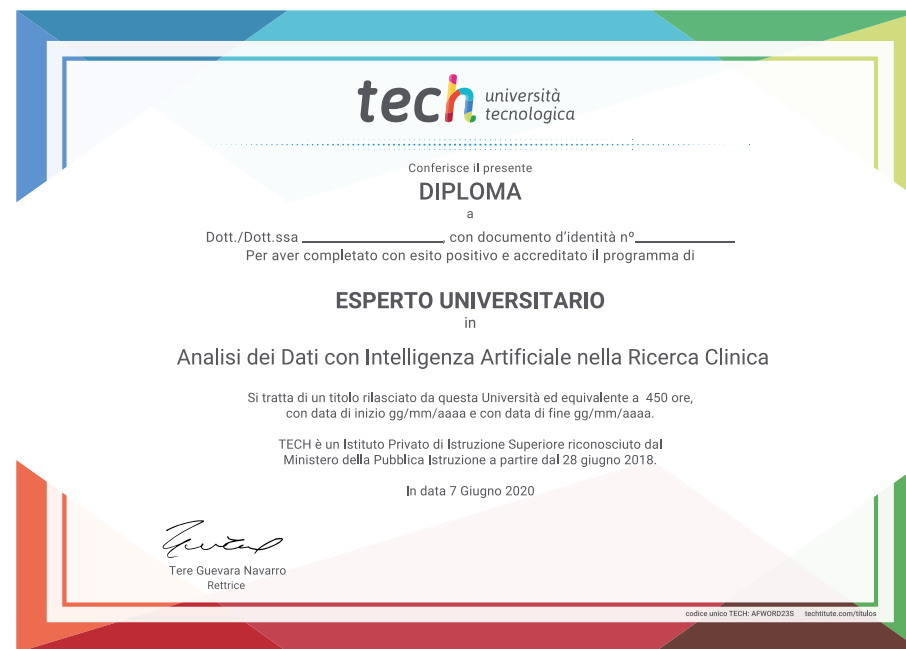 tech università
tecnologica
Conferisce il presente
DIPLOMA
a
Dott./Dott.ssa ________________, con documento d'identità nº___________
Per aver completato con esito positivo e accreditato il programma di
ESPERTO UNIVERSITARIO
in
Analisi dei Dati con Intelligenza Artificiale nella Ricerca Clinica
Si tratta di un titolo rilasciato da questa Università ed equivalente a 450 ore,
con data di inizio gg/mm/aaaa e con data di fine gg/mm/aaaa.
TECH è un Istituto Privato di Istruzione Superiore riconosciuto dal
Ministero della Pubblica Istruzione a partire dal 28 giugno 2018.
In data 7 Giugno 2020
Tere Guevara Navarro
Rettrice
codice unico TECH: AFWORD23S techtitute.com/titulos